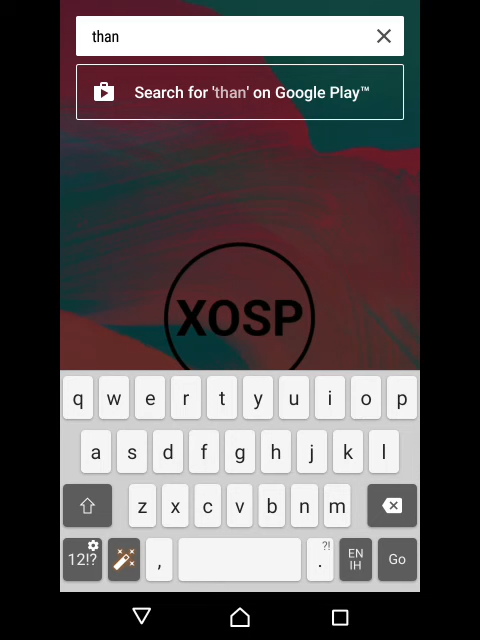 than
Search for 'than' on Google Play™
XOSP
q w e r t y u i o p
a s d f g h j k l
z x c v b n m
12!? , ?! . EN IH Go